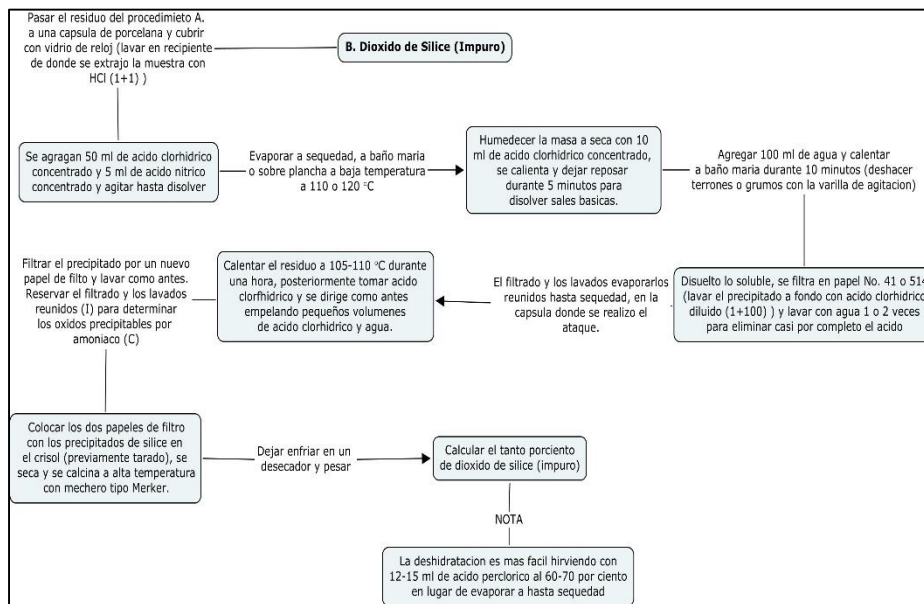 Pasar el residuo del procedimieto A.
a una capsula de porcelana y cubrir
con vidrio de reloj (lavar en recipiente
de donde se extrajo la muestra con
HCl (1+1) )
B. Dioxido de Silice (Impuro)
Se agragan 50 ml de acido clorhidrico
concentrado y 5 ml de acido nitrico
concentrado y agitar hasta disolver
Evaporar a sequedad, a baño maria
o sobre plancha a baja temperatura
a 110 o 120 °C
Humedecer la masa a seca con 10
ml de acido clorhidrico concentrado,
se calienta y dejar reposar
durante 5 minutos para
disolver sales basicas.
Agregar 100 ml de agua y calentar
a baño maria durante 10 minutos (deshacer
terrones o grumos con la varilla de agitacion)
Disuelto lo soluble, se filtra en papel No. 41 o 514
(lavar el precipitado a fondo con acido clorhidrico
diluido (1+100) ) y lavar con agua 1 o 2 veces
para eliminar casi por completo el acido
El filtrado y los lavados evaporarlos
reunidos hasta sequedad, en la
capsula donde se realizo el
ataque.
Calentar el residuo a 105-110 °C durante
una hora, posteriormente tomar acido
clorfhidrico y se dirige como antes
empelando pequeños volumenes
de acido clorhidrico y agua.
Filtrar el precipitado por un nuevo
papel de filto y lavar como antes.
Reservar el filtrado y los lavados
reunidos (I) para determinar
los oxidos precipitables por
amoniaco (C)
Colocar los dos papeles de filtro
con los precipitados de silice en
el crisol (previamente tarado), se
seca y se calcina a alta temperatura
con mechero tipo Merker.
Dejar enfriar en un
desecador y pesar
Calcular el tanto porciento
de dioxido de silice (impuro)
NOTA
La deshidratacion es mas facil hirviendo con
12-15 ml de acido perclorico al 60-70 por ciento
en lugar de evaporar a hasta sequedad